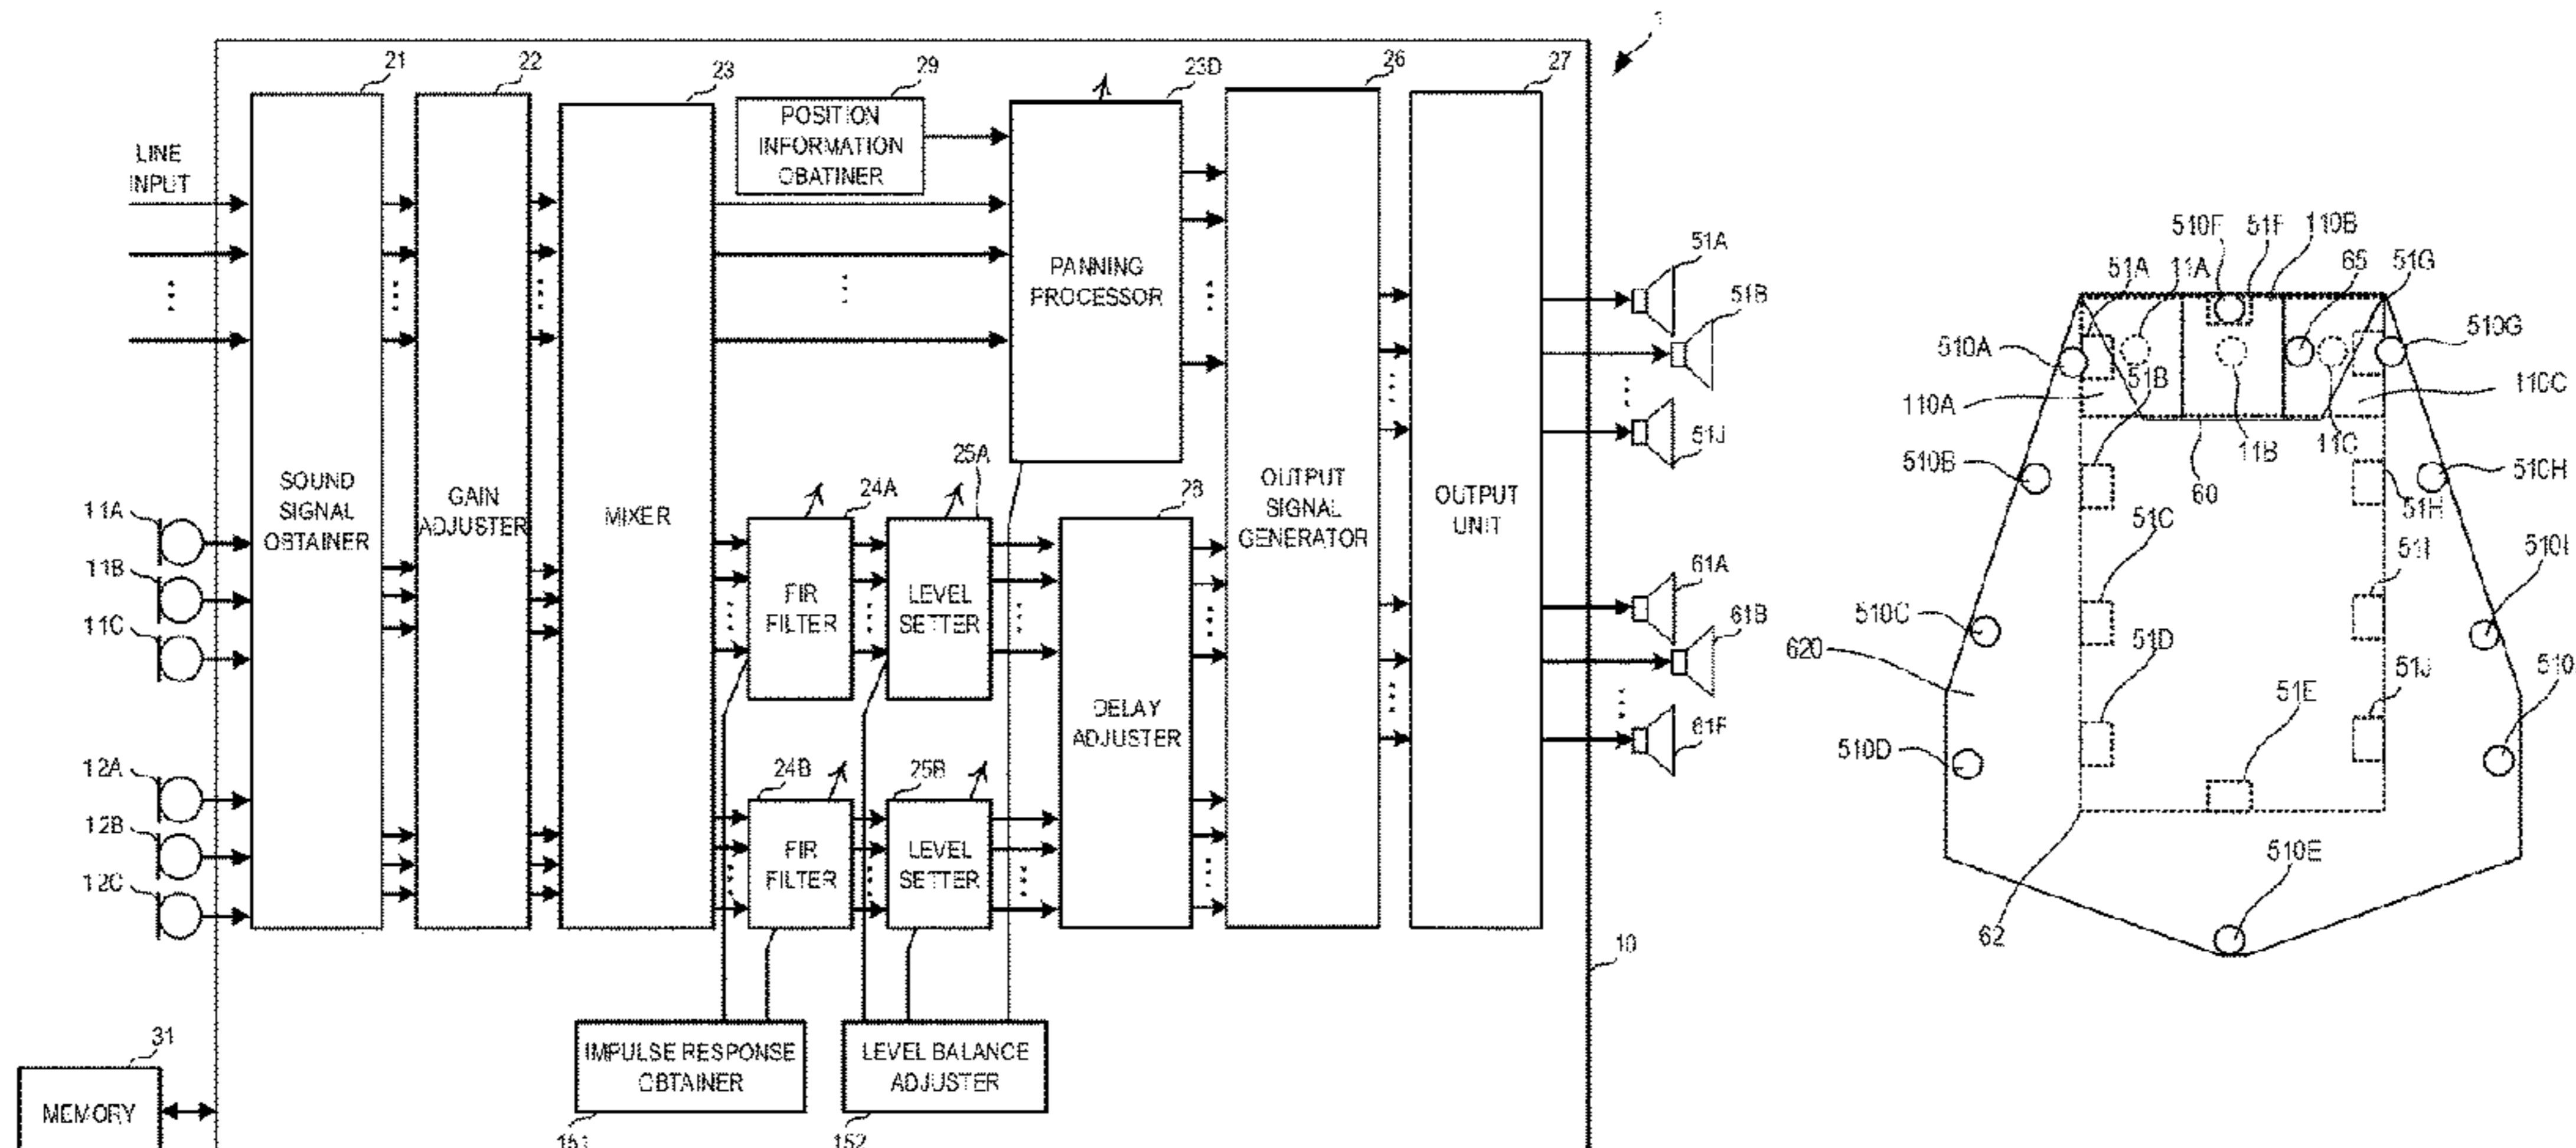 21
22
23
29
23D
26
27
LINE
INPUT
POSITION
INFORMATION
OBATINER
SOUND
SIGNAL
OBTAINER
GAIN
ADJUSTER
MIXER
PANNING
PROCESSOR
OUTPUT
SIGNAL
GENERATOR
OUTPUT
UNIT
11A
11B
11C
12A
12B
12C
24A
25A
28
FIR
FILTER
LEVEL
SETTER
24B
25B
FIR
FILTER
LEVEL
SETTER
DELAY
ADJUSTER
51A
51B
51J
61A
61B
61F
10
IMPULSE RESPONSE
OBTAINER
151
LEVEL BALANCE
ADJUSTER
152
31
MEMORY
510F
51F
110B
51A
11A
65
51G
510A
510G
51B
110A
110C
11B
11C
60
510B
510H
51H
51C
510C
51I
510I
620
51D
51J
510
51E
510D
510E
62